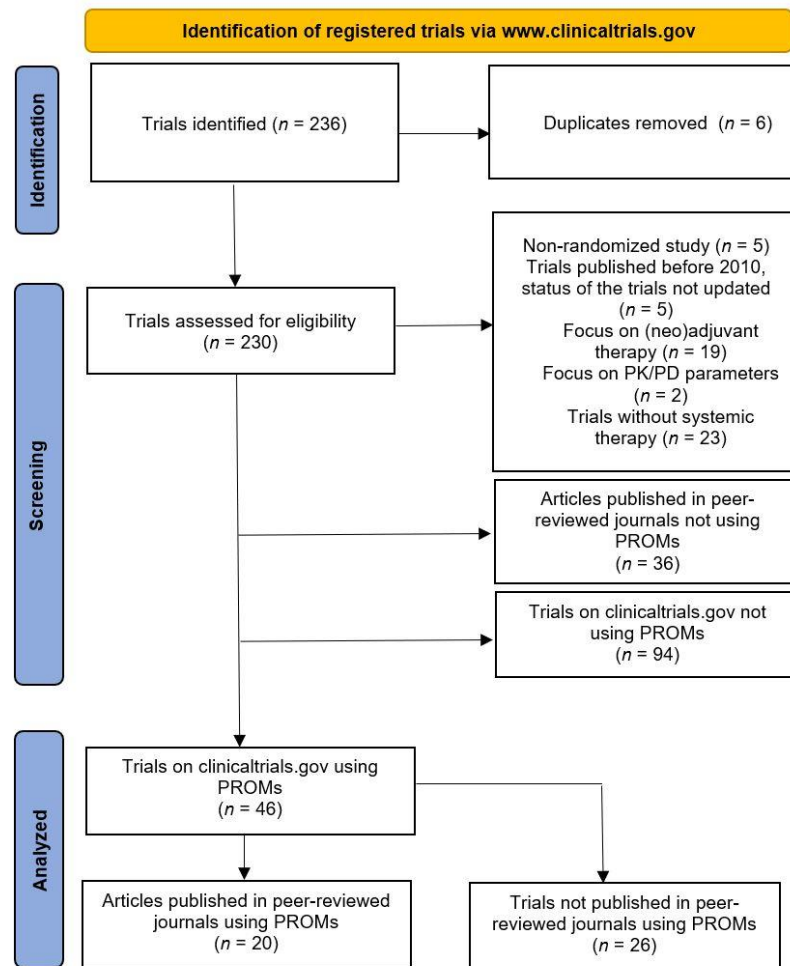 Identification of registered trials via www.clinicaltrials.gov
Identification
Trials identified (n = 236)
Duplicates removed (n = 6)
Screening
Trials assessed for eligibility
(n = 230)
Non-randomized study (n = 5)
Trials published before 2010,
status of the trials not updated
(n = 5)
Focus on (neo)adjuvant
therapy (n = 19)
Focus on PK/PD parameters
(n = 2)
Trials without systemic
therapy (n = 23)
Articles published in peer-
reviewed journals not using
PROMs
(n = 36)
Trials on clinicaltrials.gov not
using PROMs
(n = 94)
Analyzed
Trials on clinicaltrials.gov using
PROMs
(n = 46)
Articles published in peer-reviewed
journals using PROMs
(n = 20)
Trials not published in peer-
reviewed journals using PROMs
(n = 26)